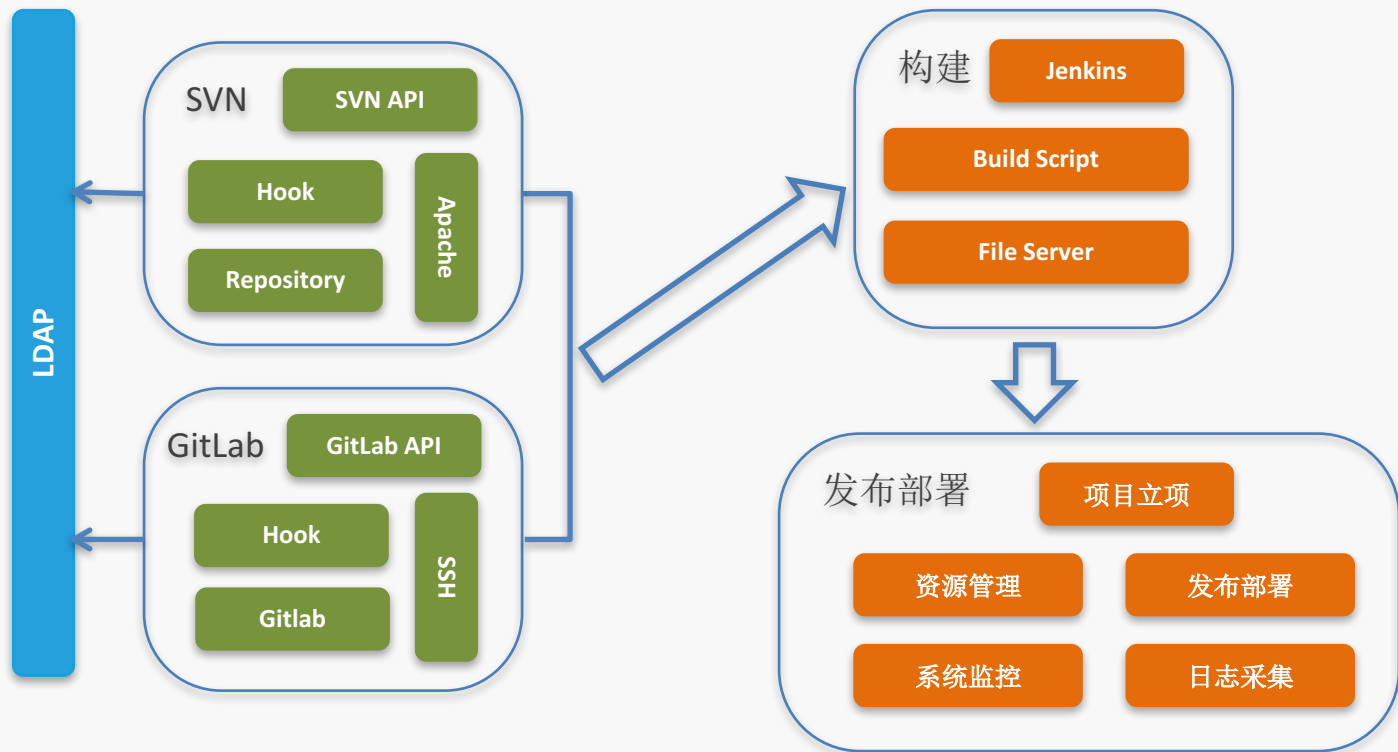 LDAP
SVN
SVN API
Hook
Repository
Apache
GitLab
GitLab API
Hook
Gitlab
SSH
构建
Jenkins
Build Script
File Server
发布部署
项目立项
资源管理
发布部署
系统监控
日志采集